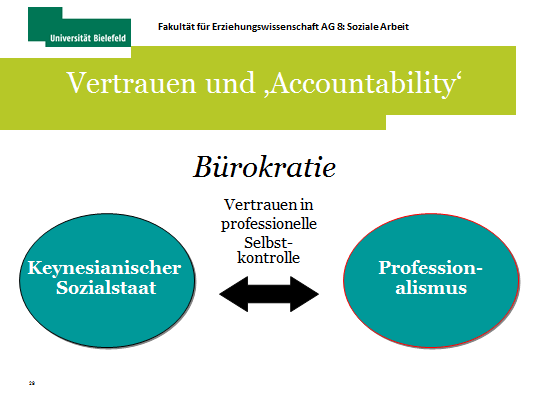 Universität Bielefeld
Fakultät für Erziehungswissenschaft AG 8: Soziale Arbeit
Vertrauen und ‚Accountability‘
Bürokratie
Vertrauen in
professionelle
Selbst-
kontrolle
Keynesianischer
Sozialstaat
Profession-
alismus
28